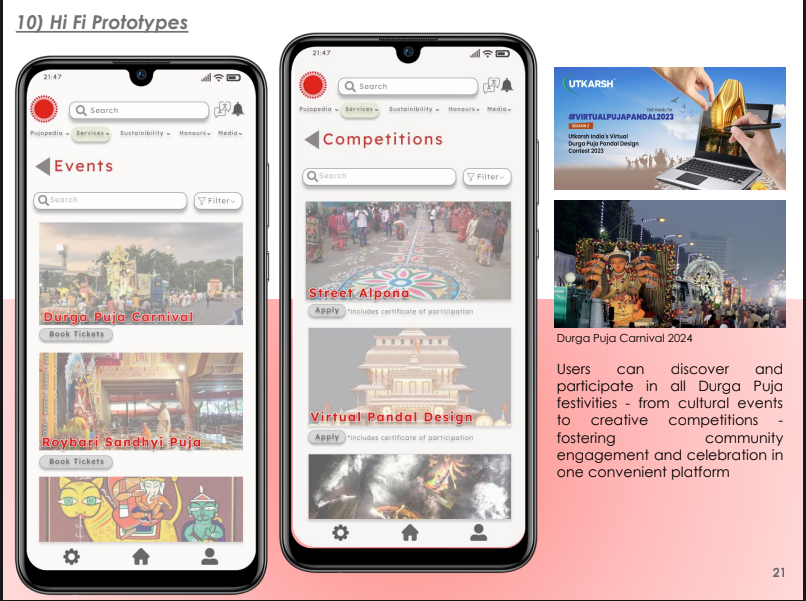 10) Hi Fi Prototypes
21:47
Search
Pujopedia Services Sustainibility Honours Media
Events
Search
Filter
Durga Puja Carnival
Book Tickets
Roybari Sandhyi Puja
Book Tickets
21:47
Search
Pujopedia Services Sustainibility Honours Media
Competitions
Search
Filter
Street Alpona
Apply *includes certificate of participation
Virtual Pandal Design
Apply *includes certificate of participation
UTKARSH
Get ready for
#VIRTUALPUJAPANDAL2023
SEASON 2
Utkarsh India's Virtual
Durga Puja Pandal Design
Contest 2023
Durga Puja Carnival 2024
Users can discover and
participate in all Durga Puja
festivities - from cultural events
to creative competitions -
fostering community
engagement and celebration in
one convenient platform
21